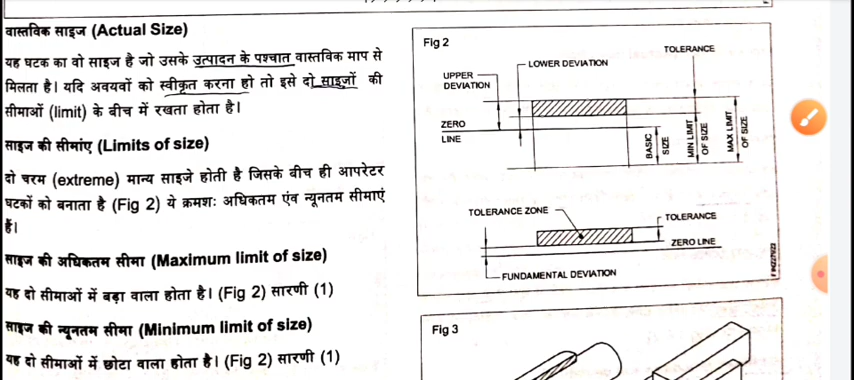 वास्तविक साइज (Actual Size)
यह घटक का वो साइज है जो उसके उत्पादन के पश्चात वास्तविक माप से
मिलता है। यदि अवयवों को स्वीकृत करना हो तो इसे दो साइजों की
सीमाओं (limit) के बीच में रखता होता है।
साइज की सीमांए (Limits of size)
दो चरम (extreme) मान्य साइजे होती है जिसके बीच ही आपरेटर
घटकों को बनाता है (Fig 2) ये क्रमशः अधिकतम एंव न्यूनतम सीमाएं
हैं।
साइज की अधिकतम सीमा (Maximum limit of size)
यह दो सीमाओं में बड़ा वाला होता है। (Fig 2) सारणी (1)
साइज की न्यूनतम सीमा (Minimum limit of size)
यह दो सीमाओं में छोटा वाला होता है। (Fig 2) सारणी (1)
Fig 2
TOLERANCE
LOWER DEVIATION
UPPER
DEVIATION
ZERO
LINE
BASIC
SIZE
MIN LIMIT
OF SIZE
MAX LIMIT
OF SIZE
TOLERANCE ZONE
TOLERANCE
ZERO LINE
FUNDAMENTAL DEVIATION
Fig 3